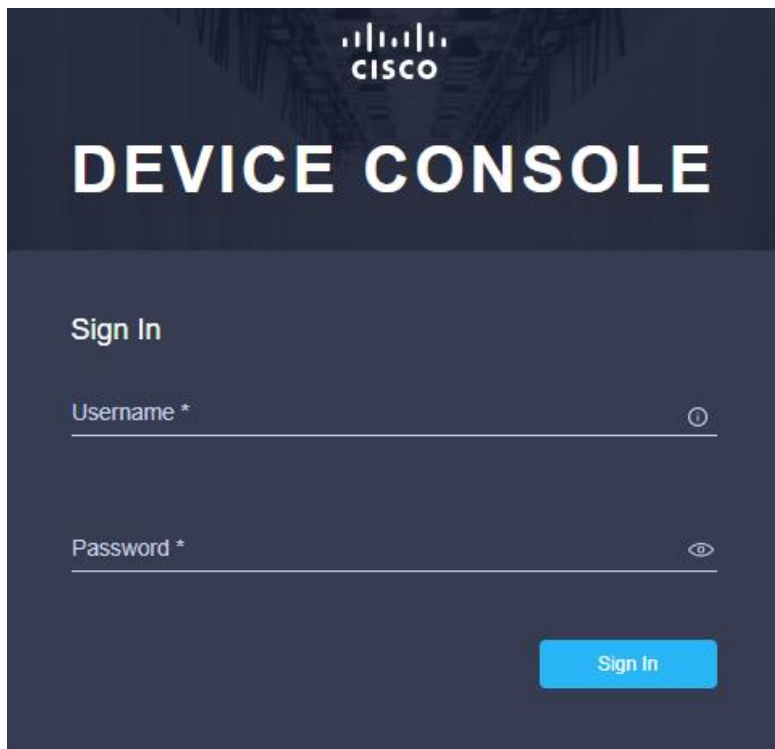 CISCO
DEVICE CONSOLE
Sign In
Username *
Password *
Sign In